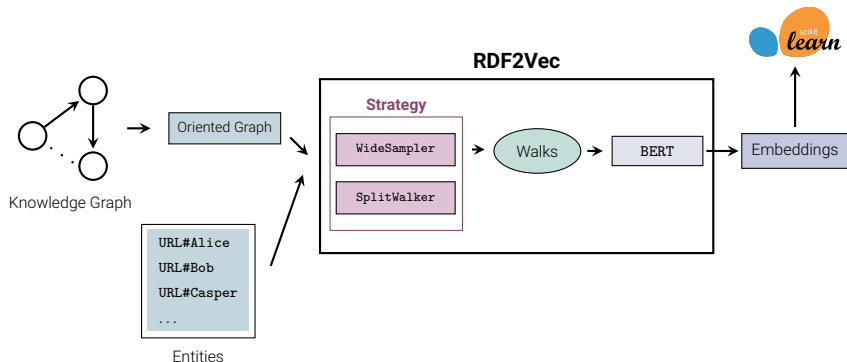 scikit
learn
RDF2Vec
Strategy
Oriented Graph
WideSampler
Walks
BERT
Embeddings
SplitWalker
Knowledge Graph
URL#Alice
URL#Bob
URL#Casper
...
Entities